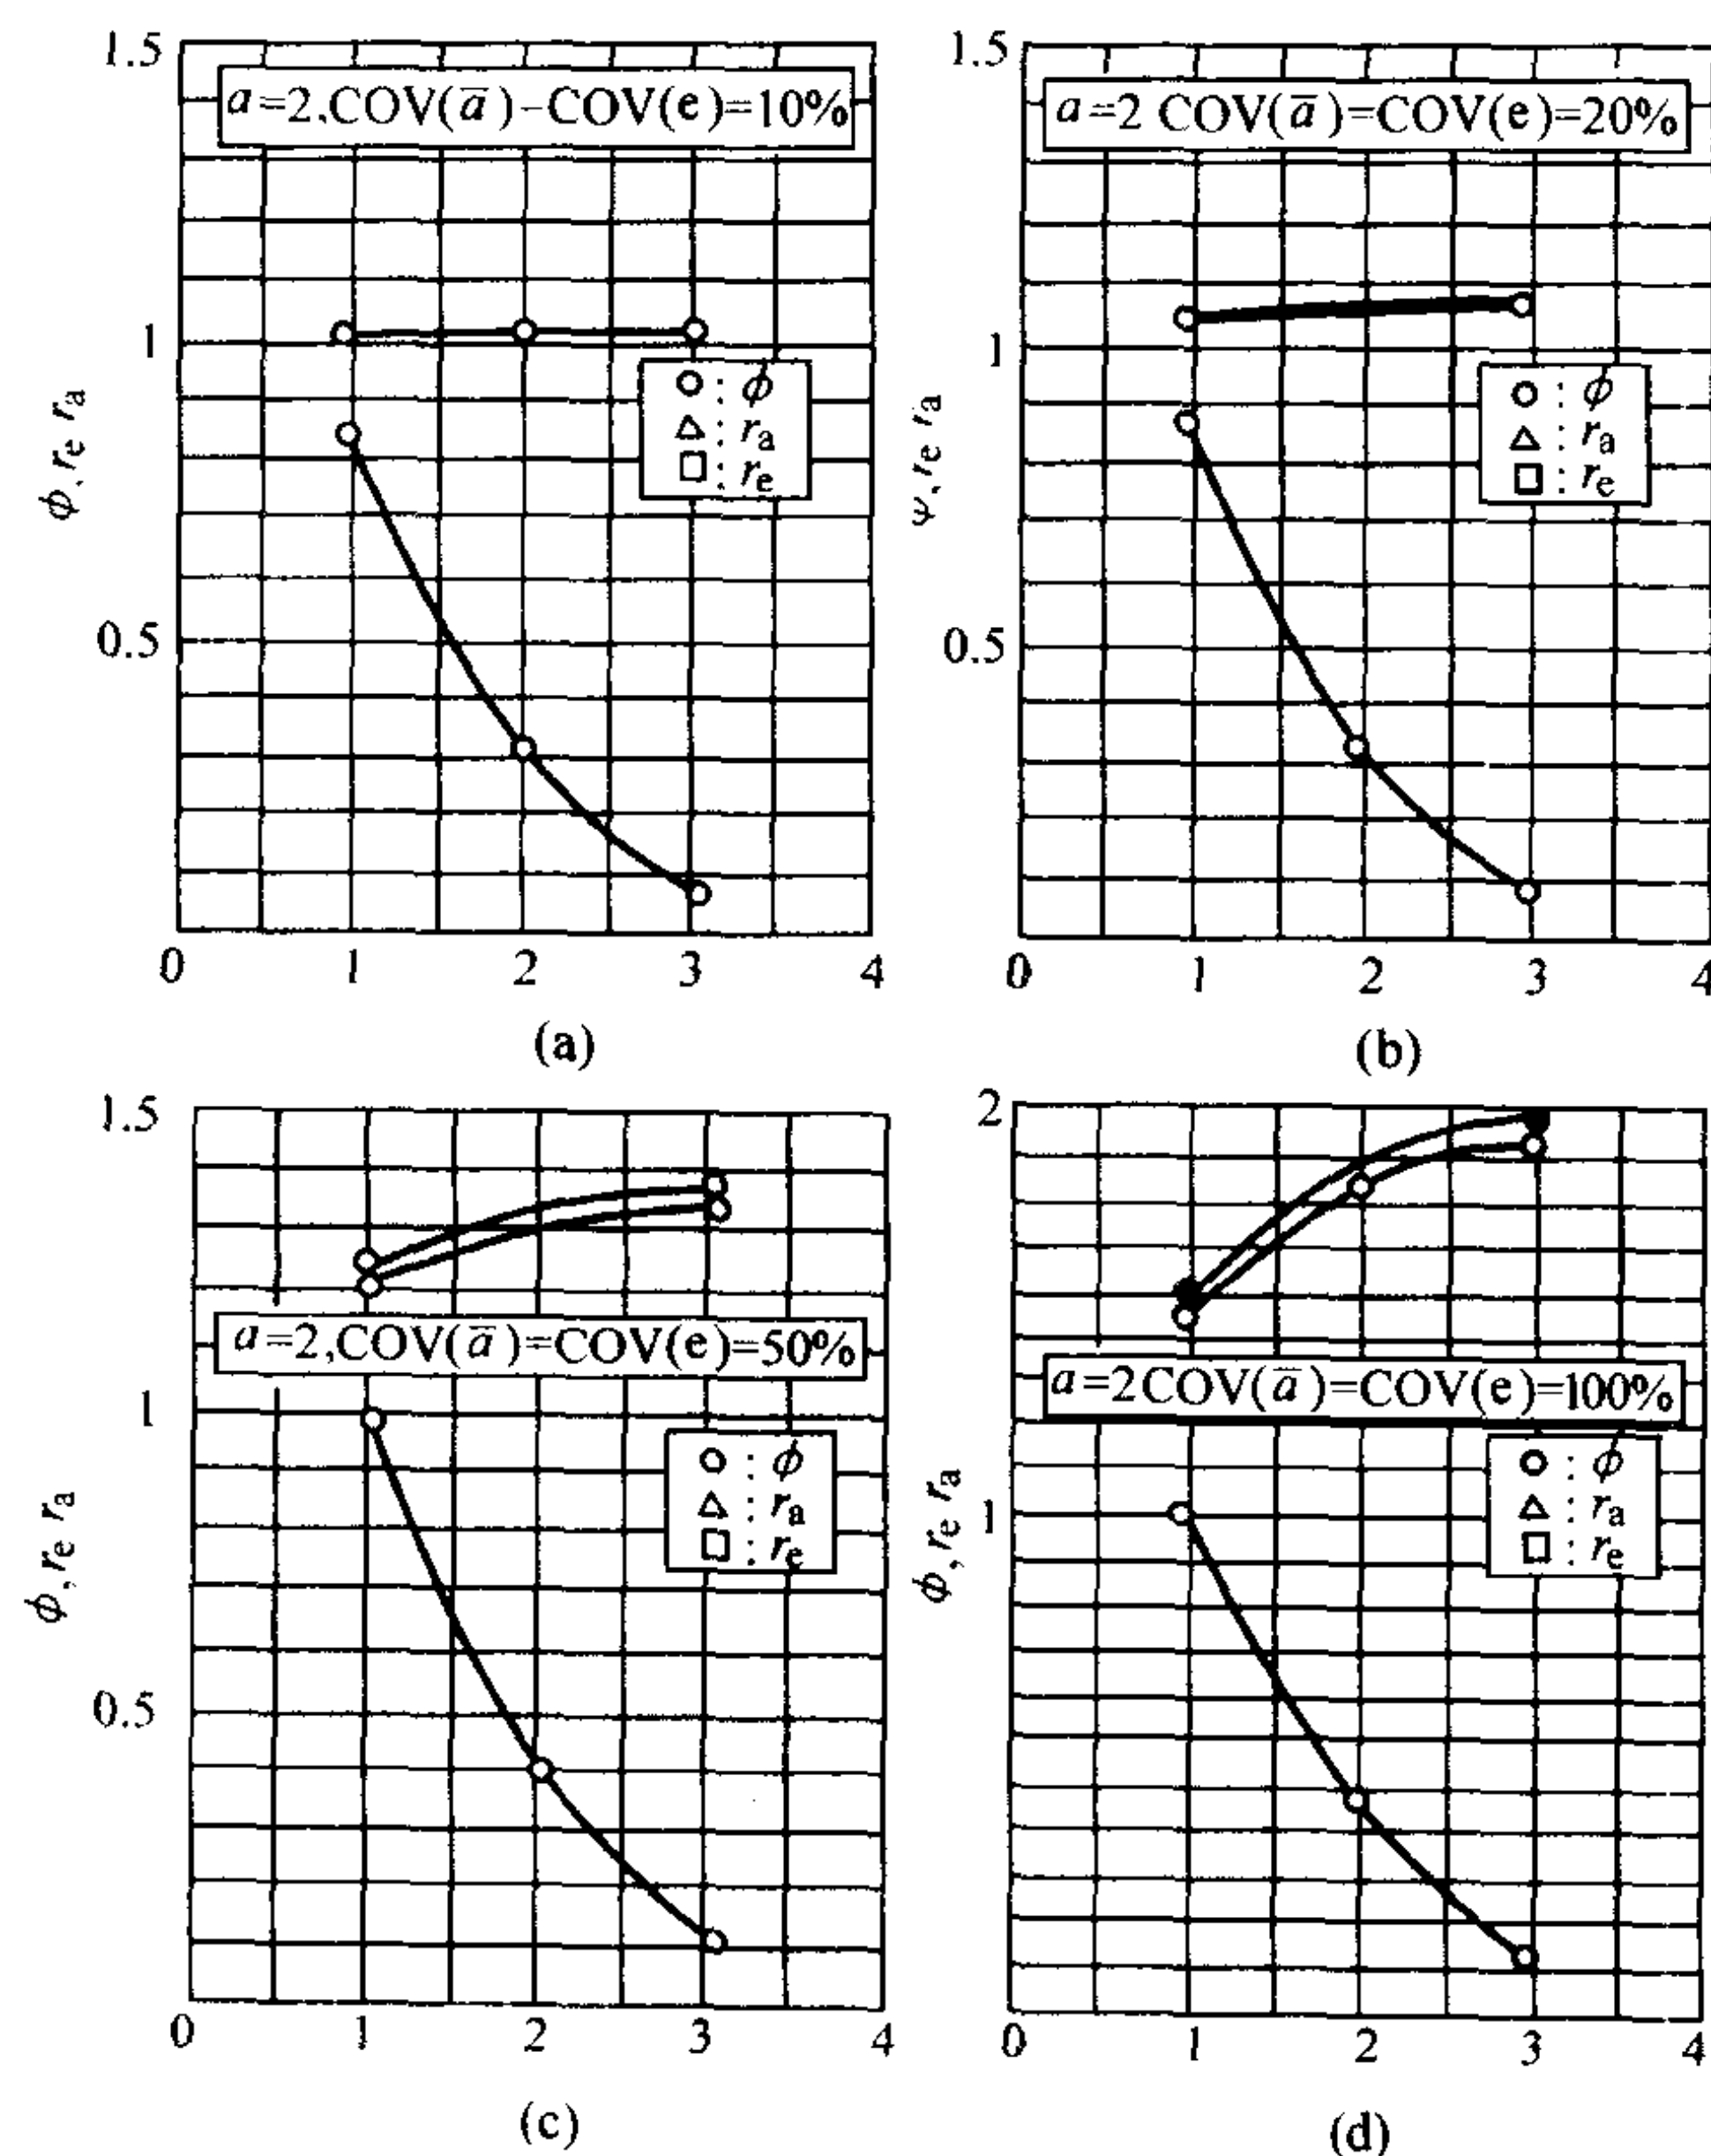 1.5
a=2,COV(ā)−COV(e)=10%
1
○: ϕ
△: rₐ
□: rₑ
ϕ, rₑ rₐ
0.5
0 1 2 3 4
(a)
1.5
a=2 COV(ā)=COV(e)=20%
1
○: ϕ
△: rₐ
□: rₑ
, rₑ rₐ
0.5
0 1 2 3 4
(b)
1.5
a=2,COV(ā)=COV(e)=50%
1
○: ϕ
△: rₐ
□: rₑ
ϕ, rₑ rₐ
0.5
0 1 2 3 4
(c)
2
a=2COV(ā)=COV(e)=100%
1
○: ϕ
△: rₐ
□: rₑ
ϕ, rₑ rₐ
0 1 2 3 4
(d)